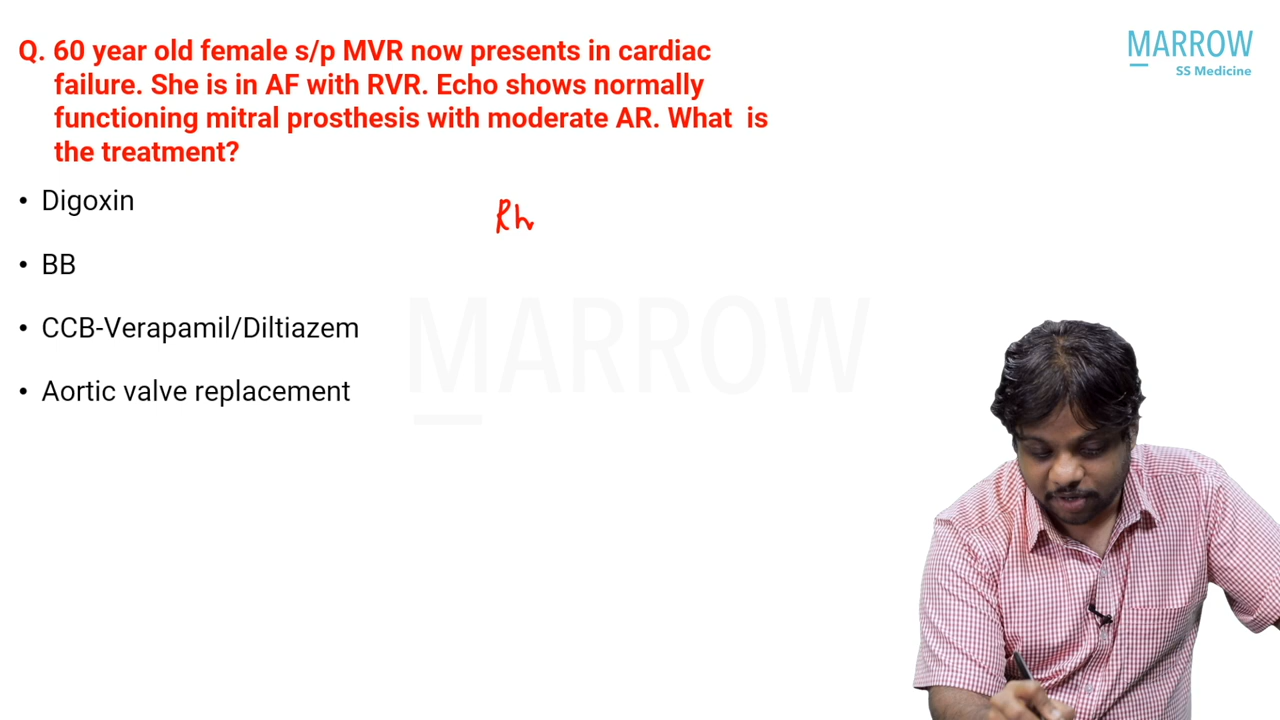 MARROW
SS Medicine
Q. 60 year old female s/p MVR now presents in cardiac
failure. She is in AF with RVR. Echo shows normally
functioning mitral prosthesis with moderate AR. What is
the treatment?
• Digoxin
Rh
• BB
• CCB-Verapamil/Diltiazem
• Aortic valve replacement
MARROW